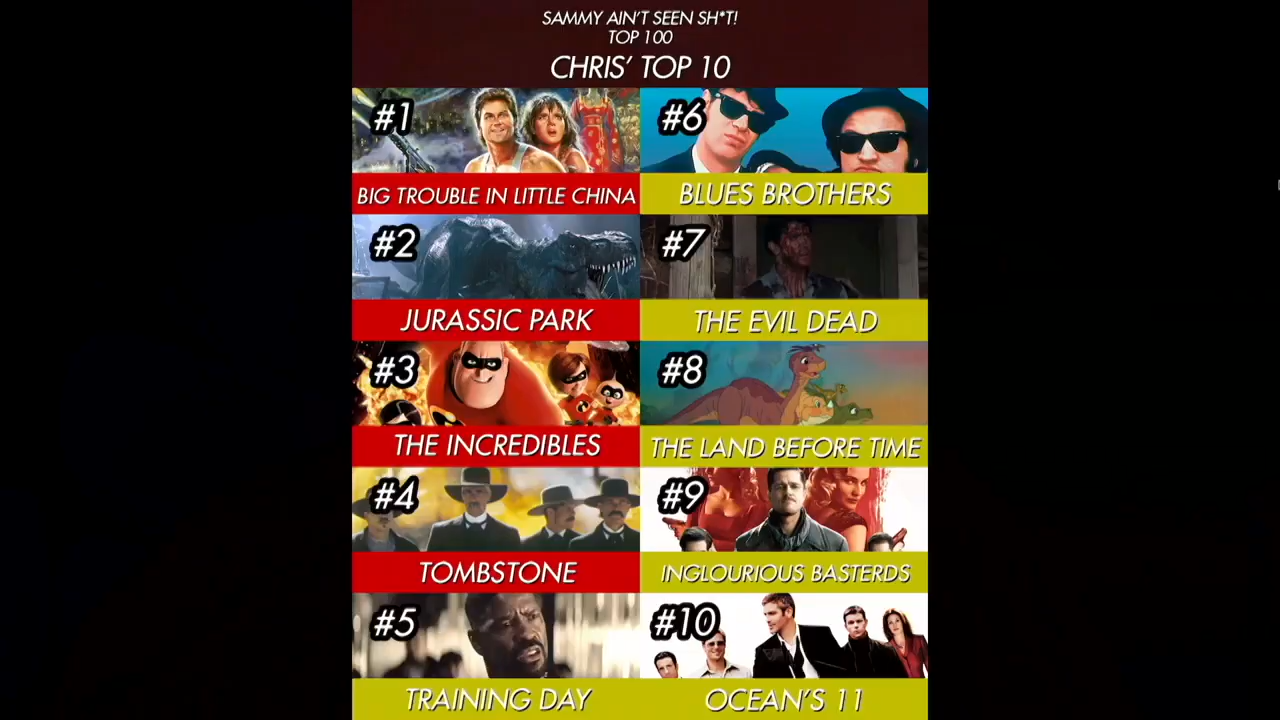 SAMMY AIN'T SEEN SH*T!
TOP 100
CHRIS' TOP 10
#1
BIG TROUBLE IN LITTLE CHINA
#2
JURASSIC PARK
#3
THE INCREDIBLES
#4
TOMBSTONE
#5
TRAINING DAY
#6
BLUES BROTHERS
#7
THE EVIL DEAD
#8
THE LAND BEFORE TIME
#9
INGLOURIOUS BASTERDS
#10
OCEAN'S 11